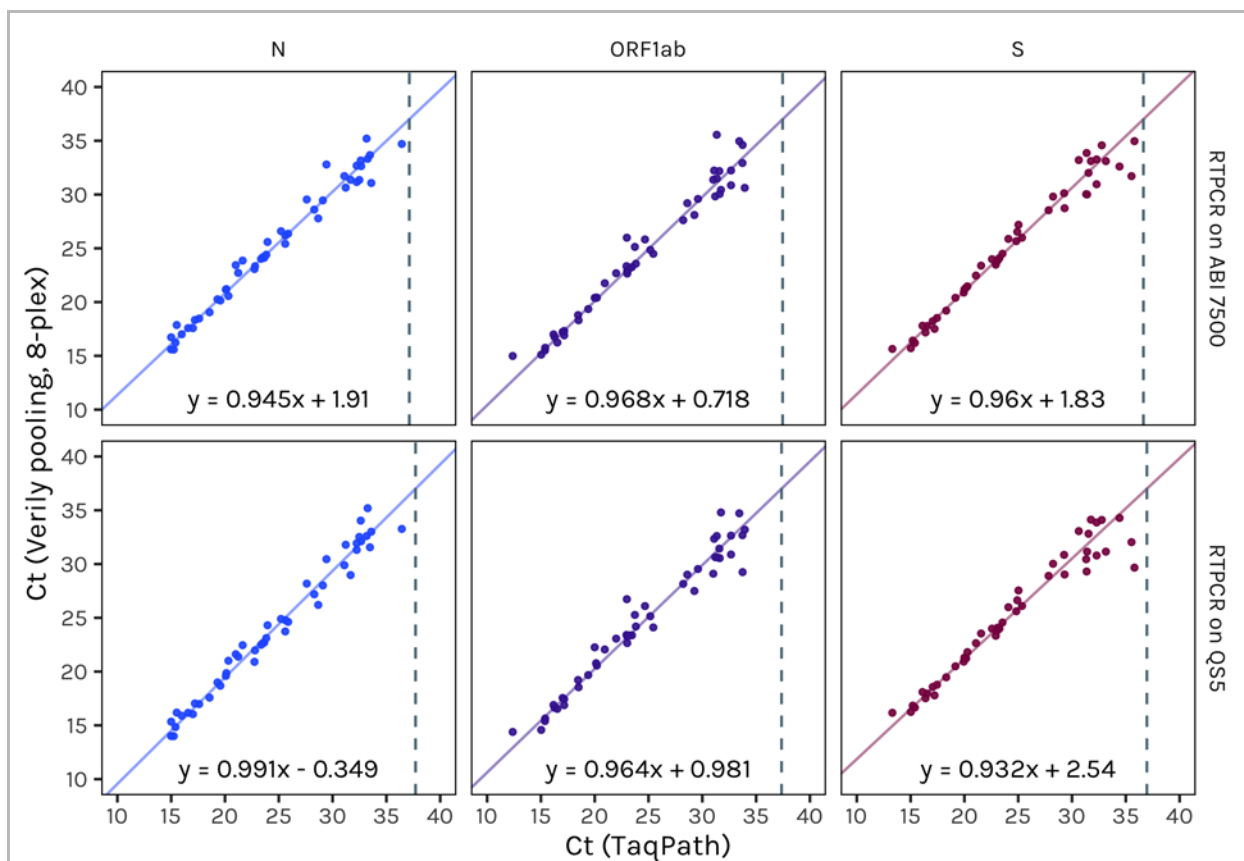 N ORF1ab S
Ct (Verily pooling, 8-plex)
40
35
30
25
20
15
10
y = 0.945x + 1.91
y = 0.968x + 0.718
y = 0.96x + 1.83
RTPCR on ABI 7500
40
35
30
25
20
15
10
y = 0.991x - 0.349
y = 0.964x + 0.981
y = 0.932x + 2.54
RTPCR on QS5
10 15 20 25 30 35 40
10 15 20 25 30 35 40
10 15 20 25 30 35 40
Ct (TaqPath)